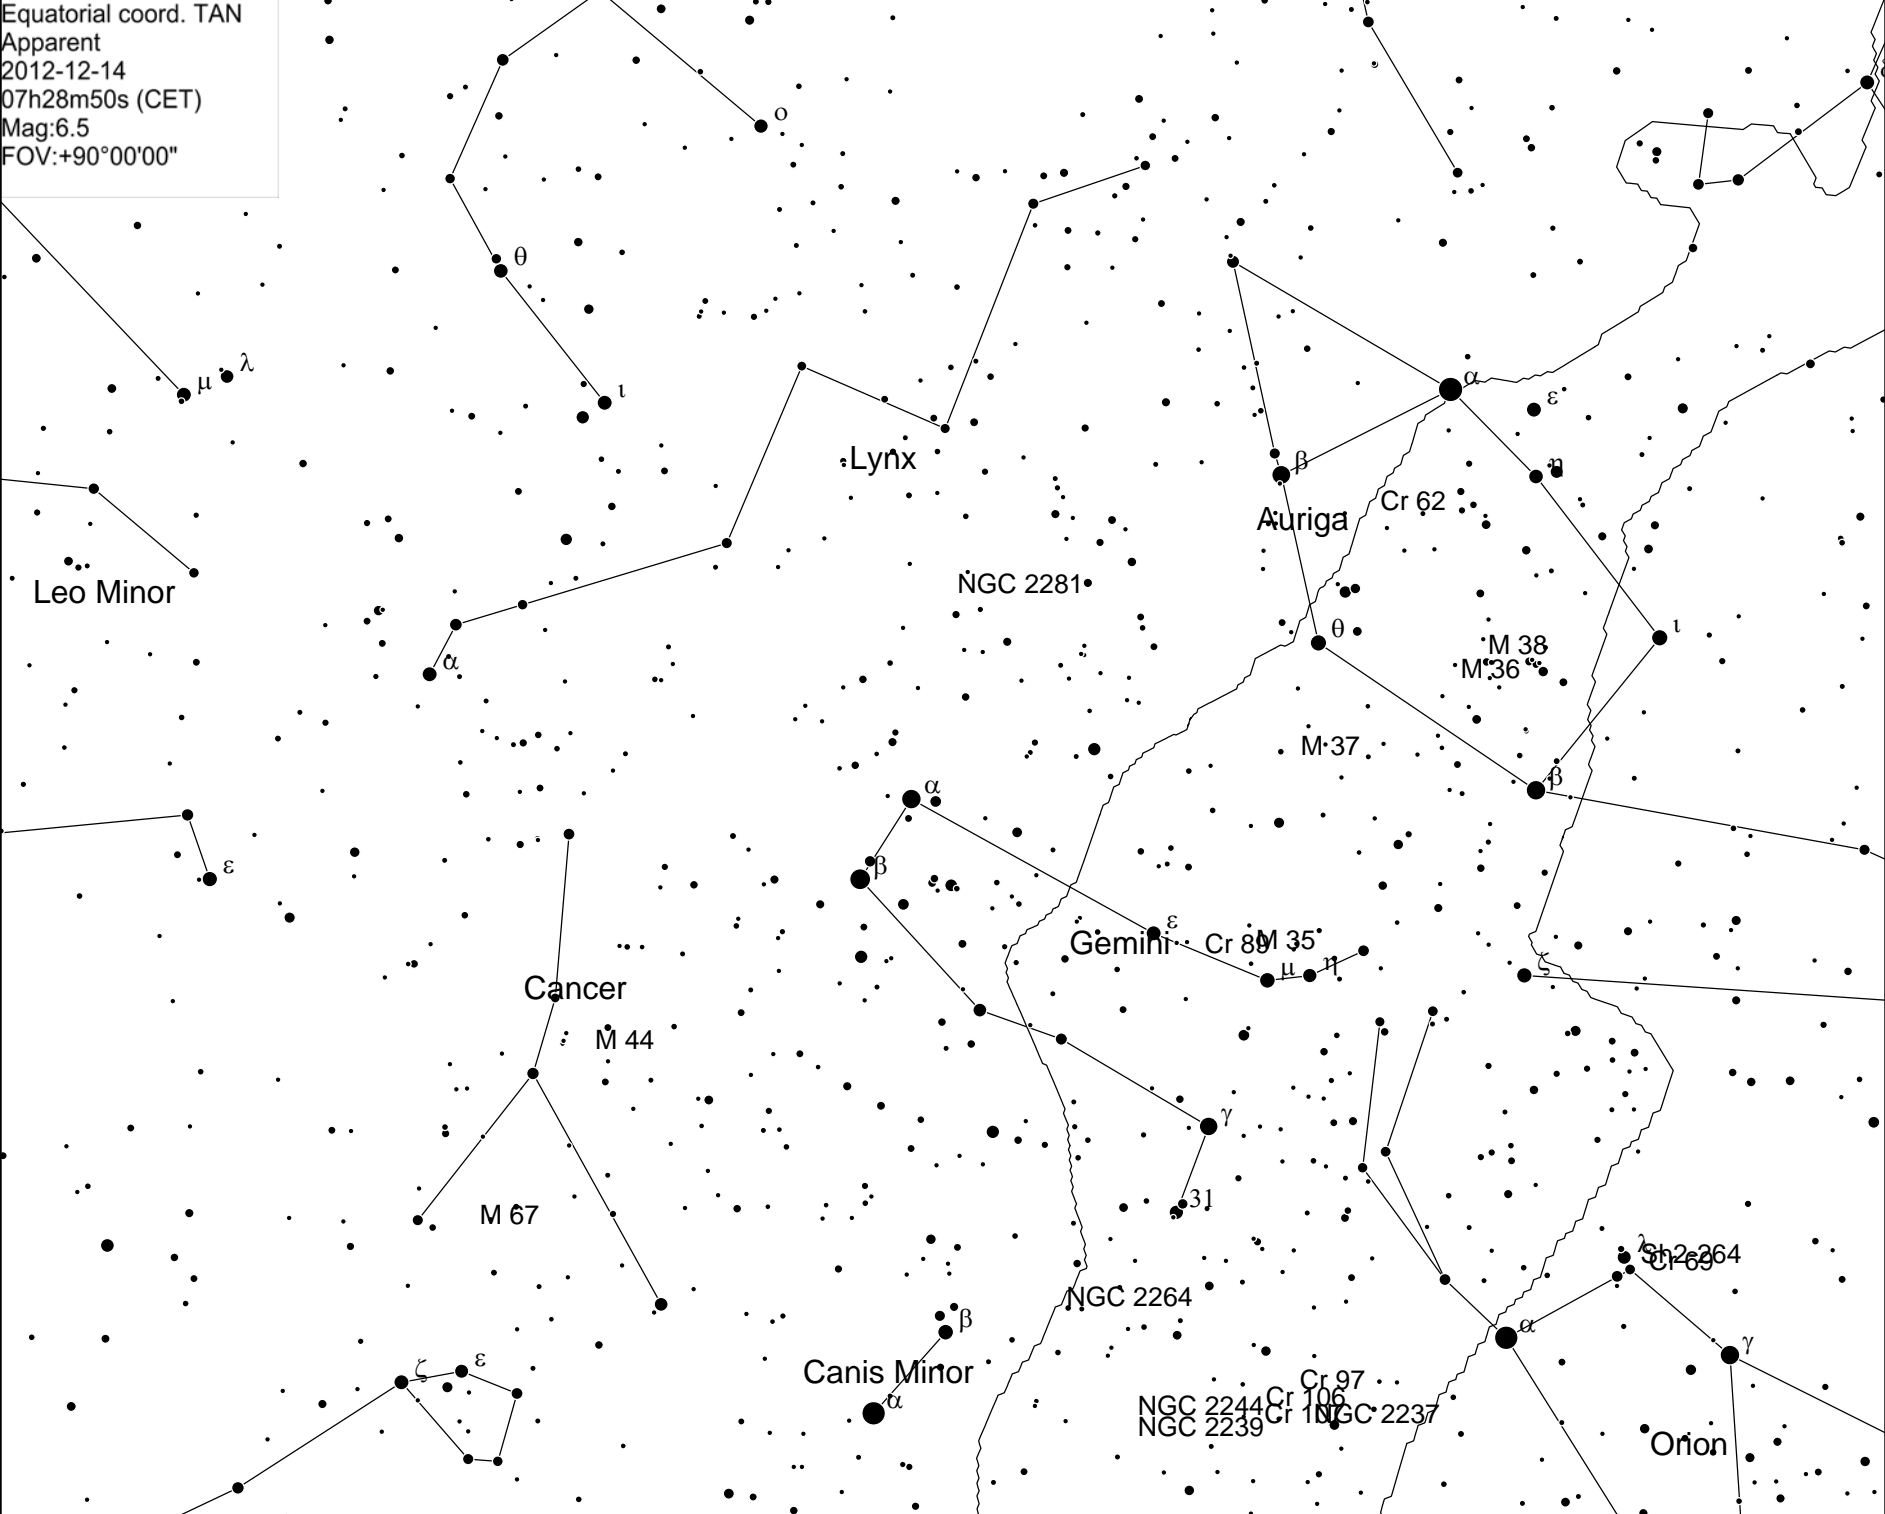 Equatorial coord. TAN
Apparent
2012-12-14
07h28m50s (CET)
Mag:6.5
FOV:+90°00'00"
ο
θ
λ
μ
ι
α
ε
β
η
Lynx
Cr 62
Auriga
NGC 2281
Leo Minor
θ
ι
M 38
M 36
α
M 37
β
α
β
ε
ε
Gemini
Cr 89
M 35
μ
η
ζ
Cancer
M 44
γ
31
M 67
λ
Sh2-264
Cr 69
NGC 2264
β
α
γ
ζ
ε
Canis Minor
α
Cr 97
Cr 106
NGC 2244
Cr 107
NGC 2237
NGC 2239
Orion